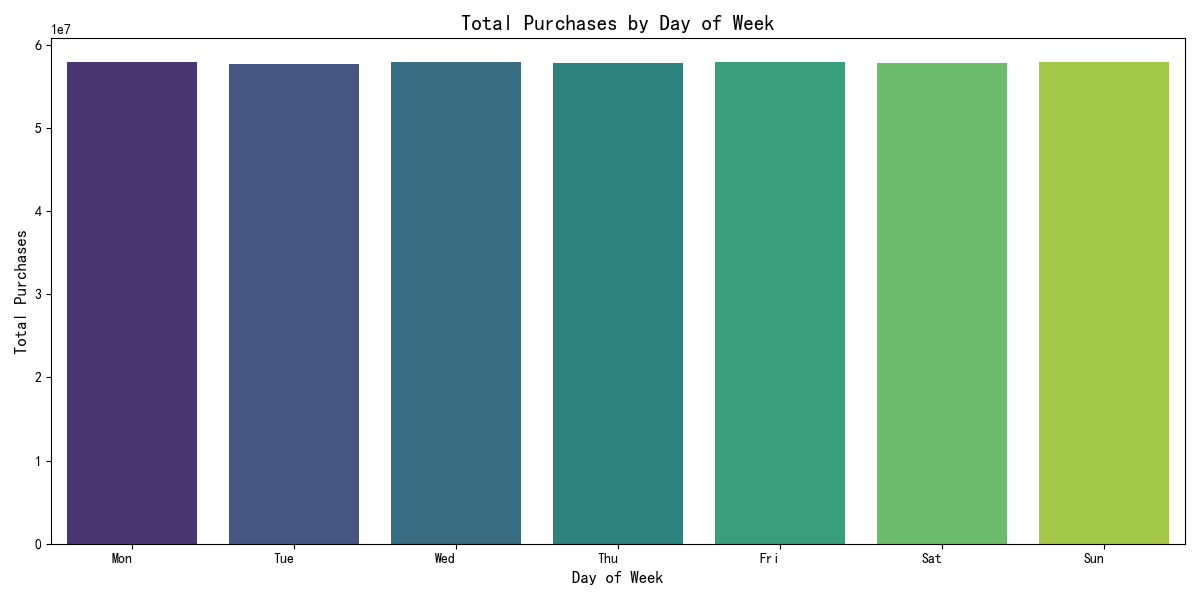 Total Purchases by Day of Week
1e7
6
5
4
3
2
1
0
Total Purchases
Mon Tue Wed Thu Fri Sat Sun
Day of Week